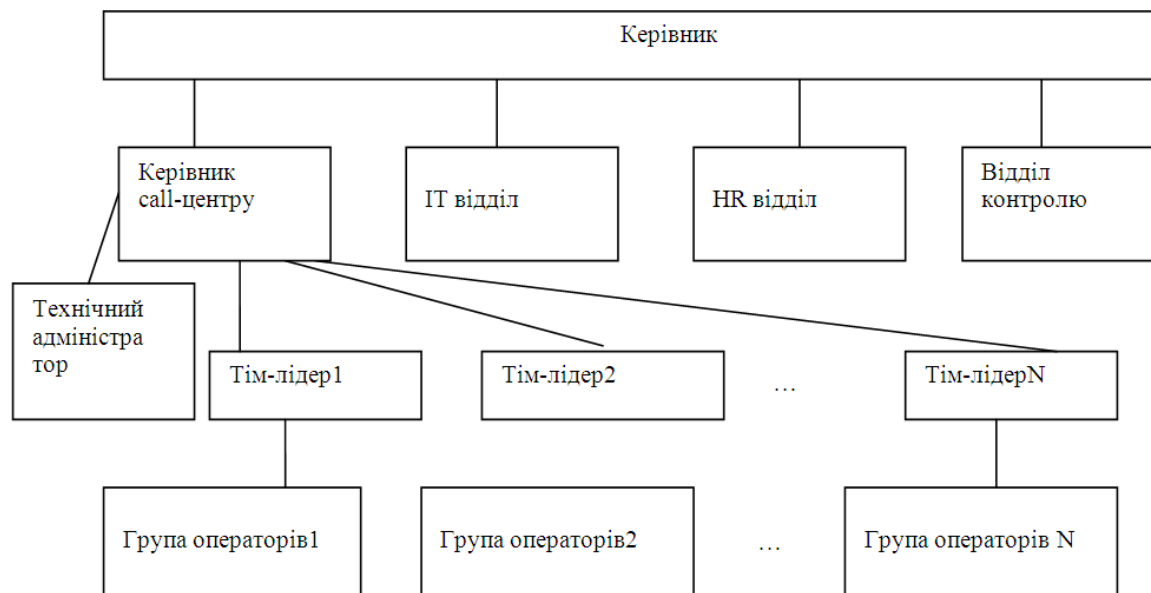 Керівник
Керівник
call-центру
ІТ відділ
HR відділ
Відділ
контролю
Технічний
адміністра
тор
Тім-лідер1
Тім-лідер2
...
Тім-лідерN
Група операторів1
Група операторів2
...
Група операторів N